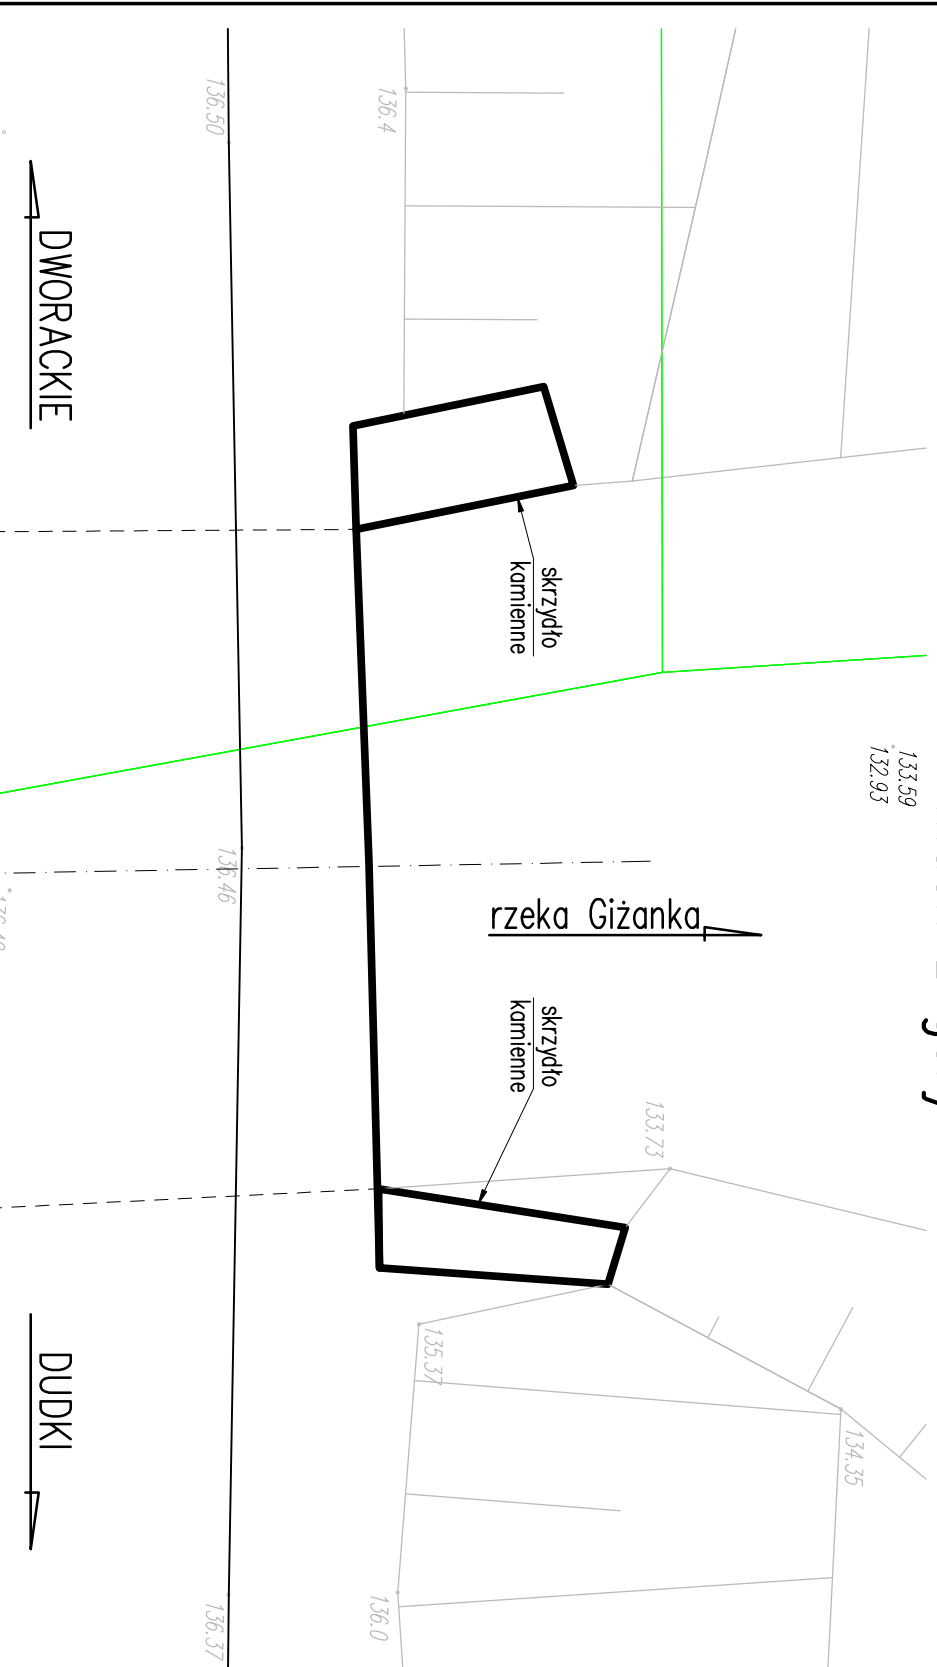 136.50
136.4
DWORACKIE
skrzydło
kamienne
133.59
132.93
136.46
rzeka Giżanka
skrzydło
kamienne
133.73
135.37
134.35
DUDKI
136.0
136.37